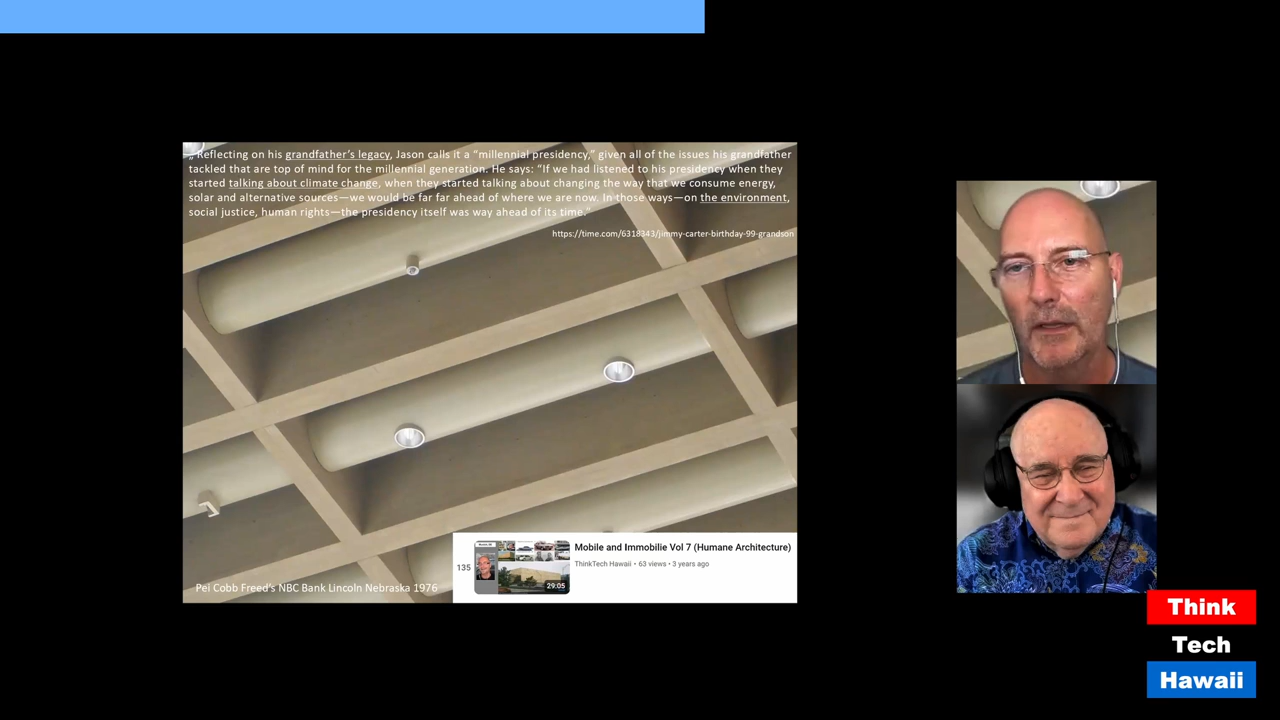 „ Reflecting on his grandfather's legacy, Jason calls it a “millennial presidency,” given all of the issues his grandfather
tackled that are top of mind for the millennial generation. He says: “If we had listened to his presidency when they
started talking about climate change, when they started talking about changing the way that we consume energy,
solar and alternative sources—we would be far far ahead of where we are now. In those ways—on the environment,
social justice, human rights—the presidency itself was way ahead of its time.”
https://time.com/6318343/jimmy-carter-birthday-99-grandson
Pei Cobb Freed's NBC Bank Lincoln Nebraska 1976
135
29:05
Mobile and Immobilie Vol 7 (Humane Architecture)
ThinkTech Hawaii • 63 views • 3 years ago
Think
Tech
Hawaii